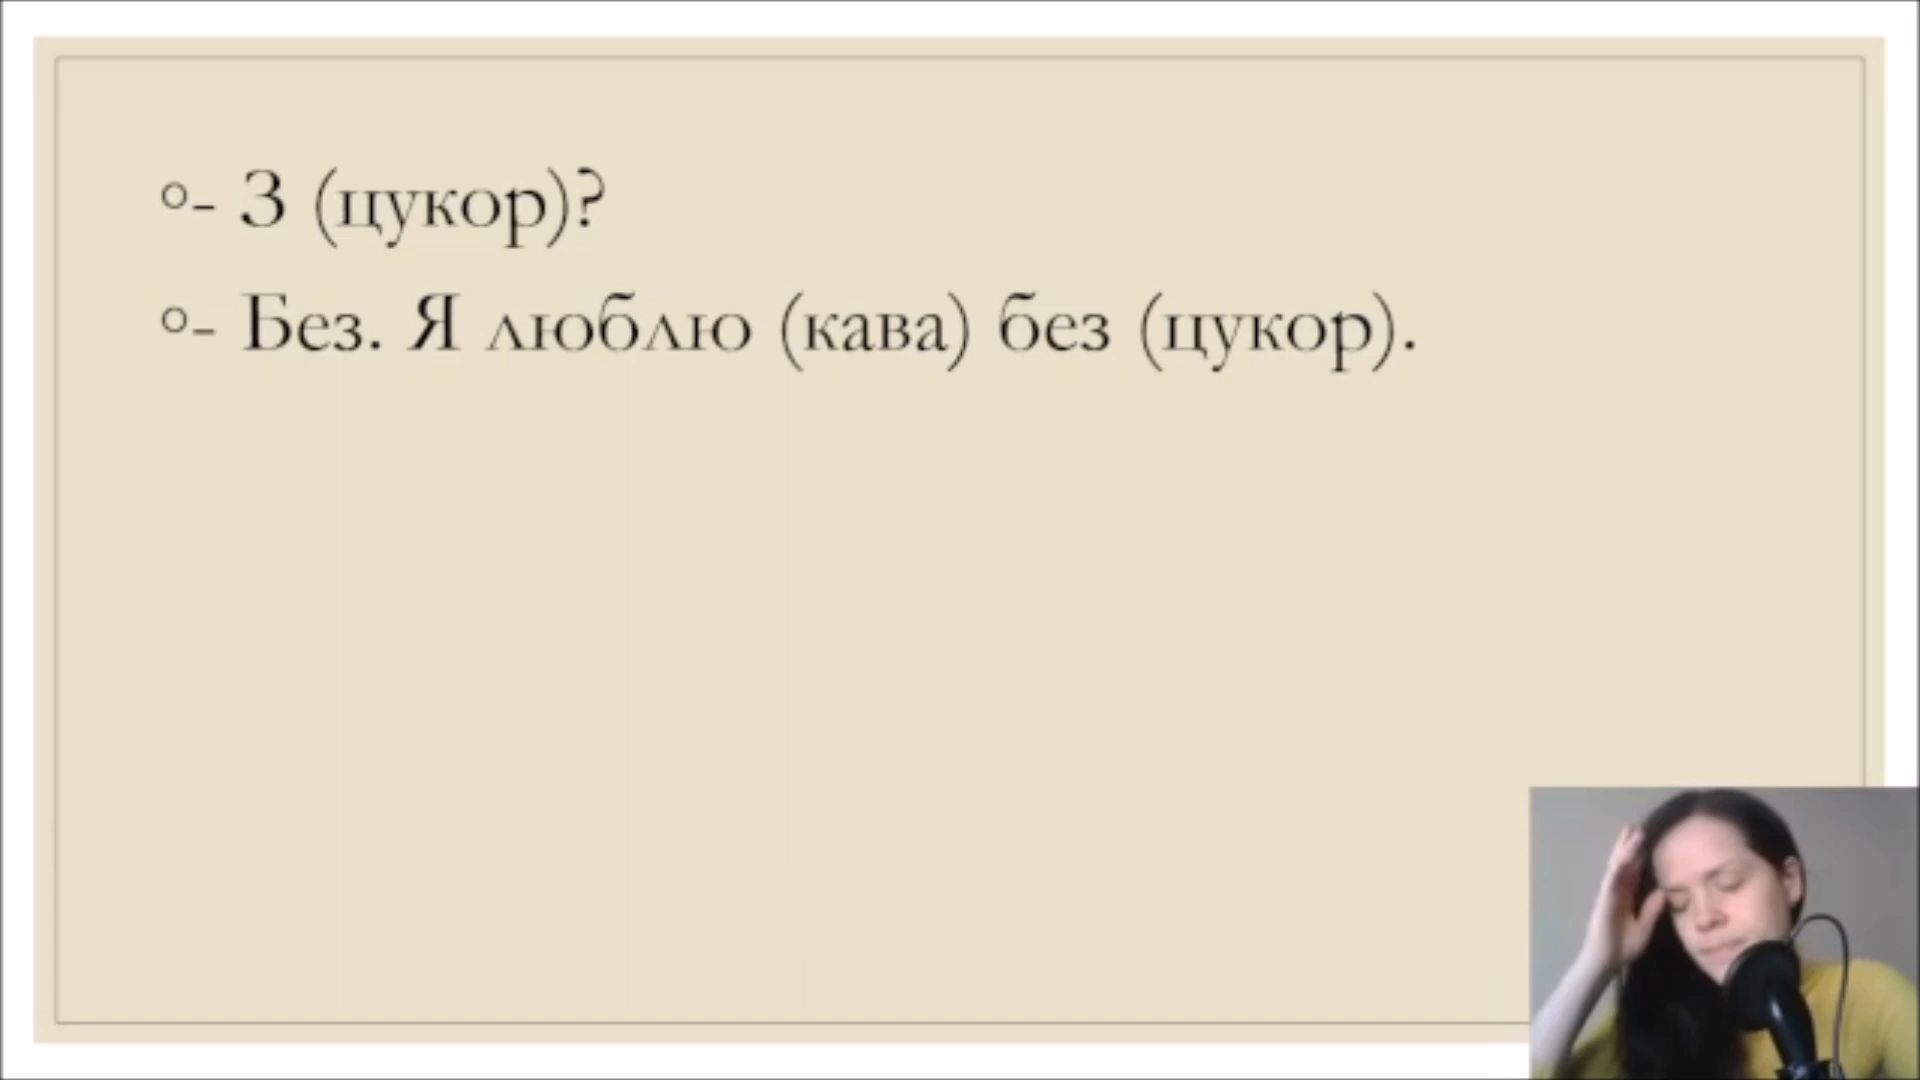 - З (цукор)?
- Без. Я люблю (кава) без (цукор).